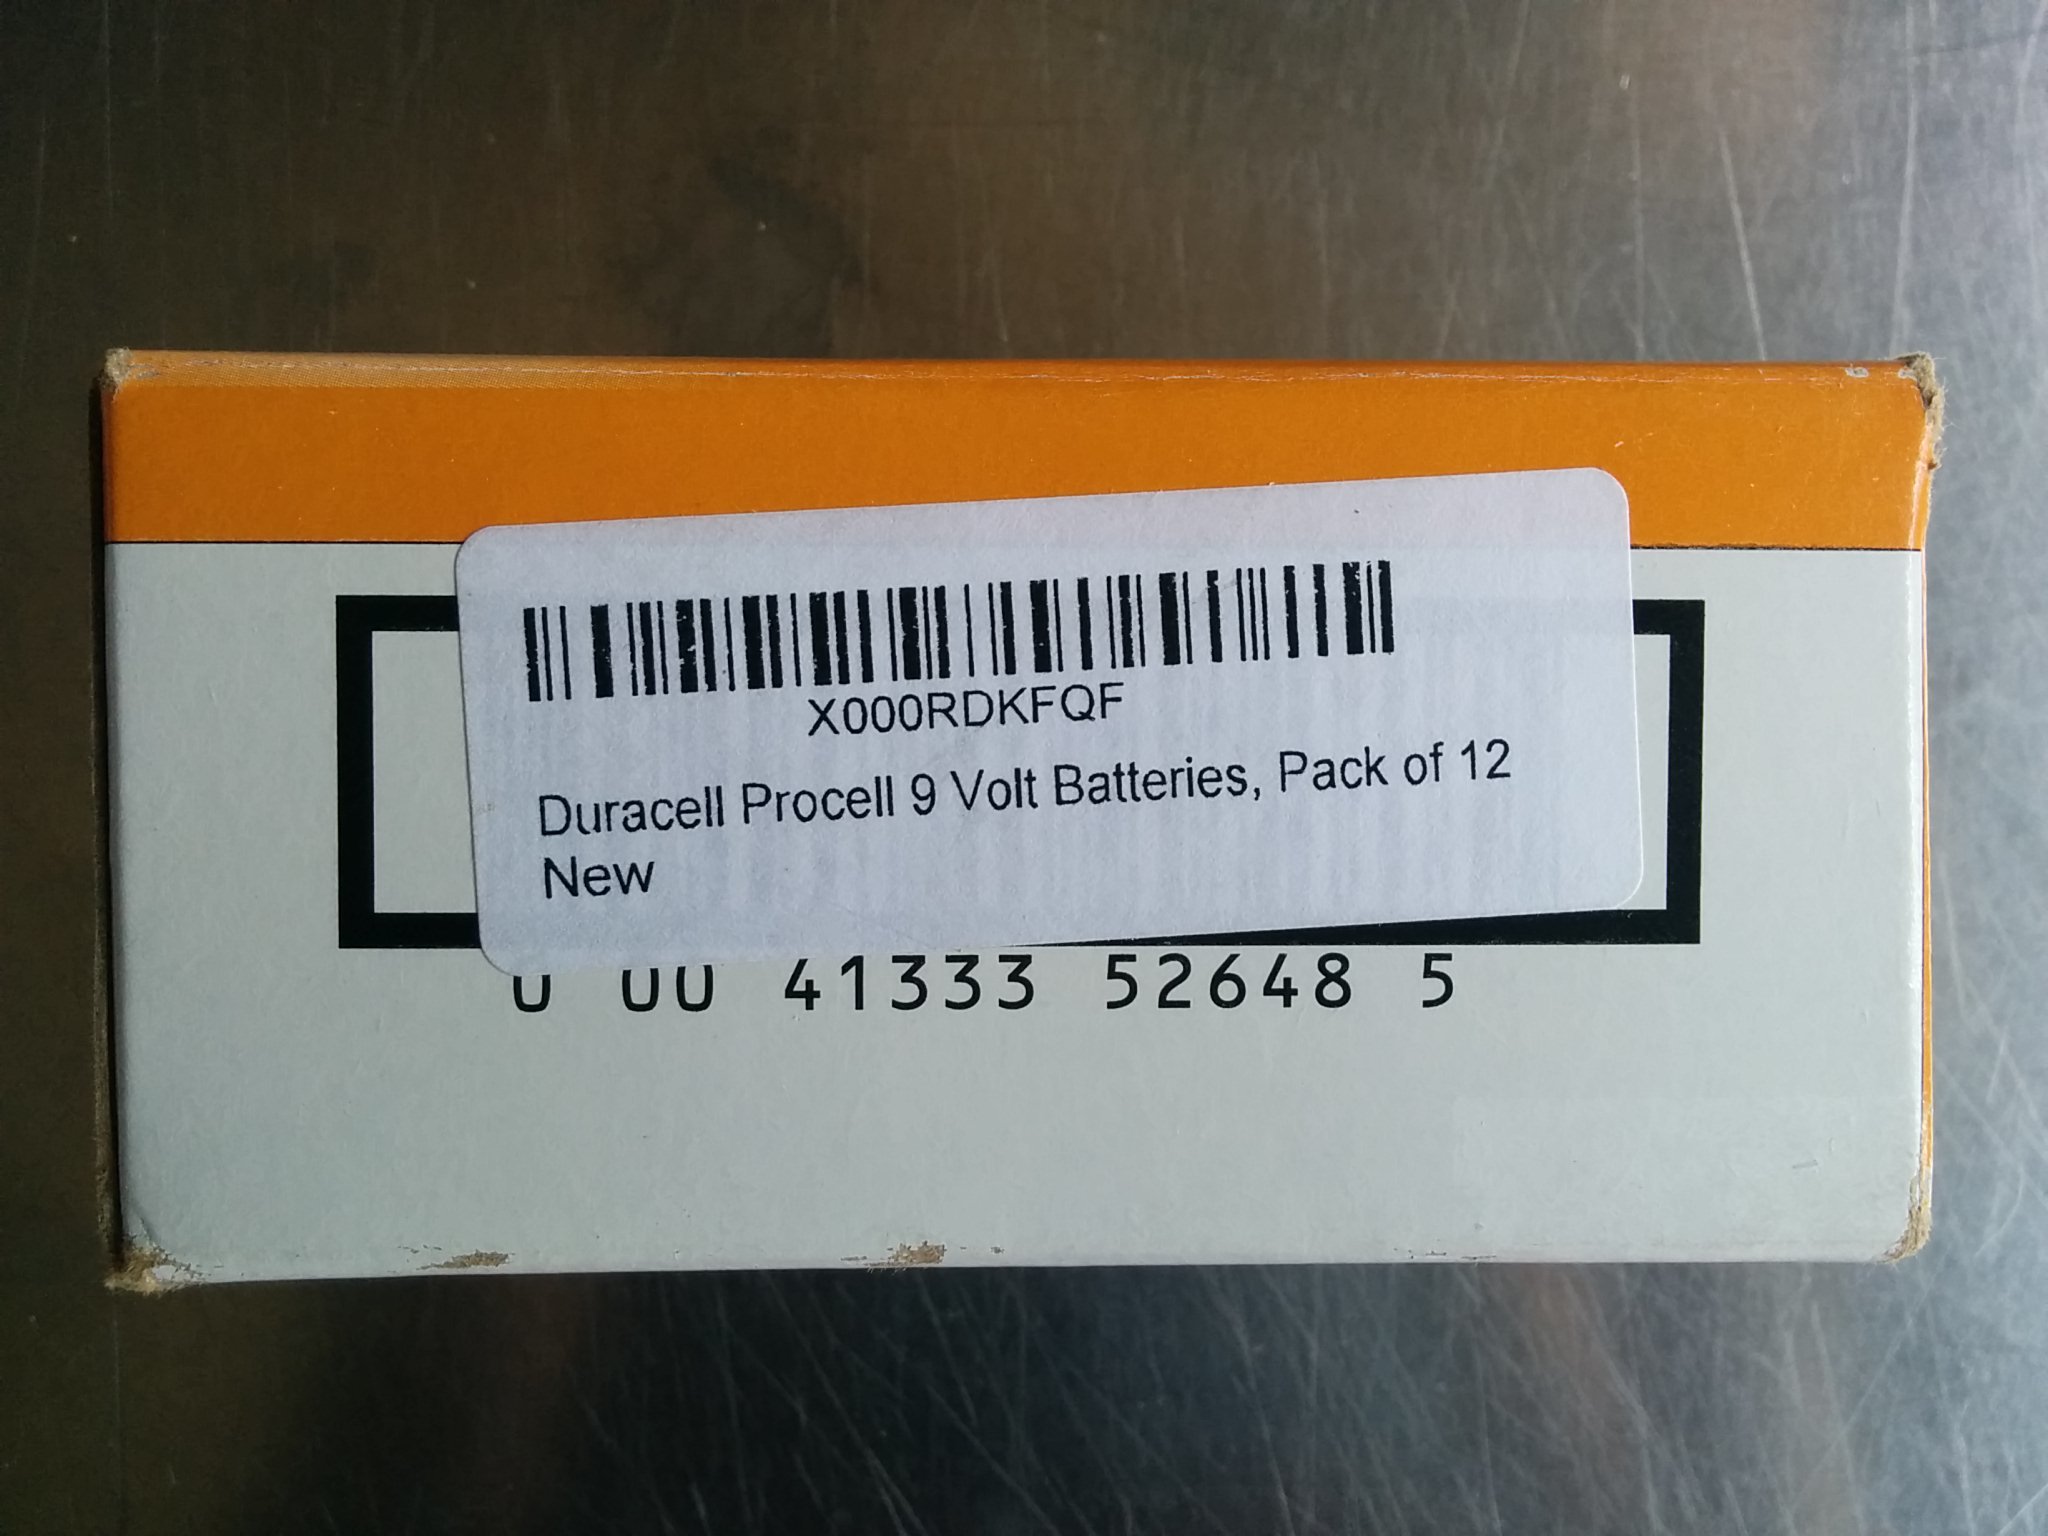 X000RDKFQF
Duracell Procell 9 Volt Batteries, Pack of 12
New
0 00 41333 52648 5